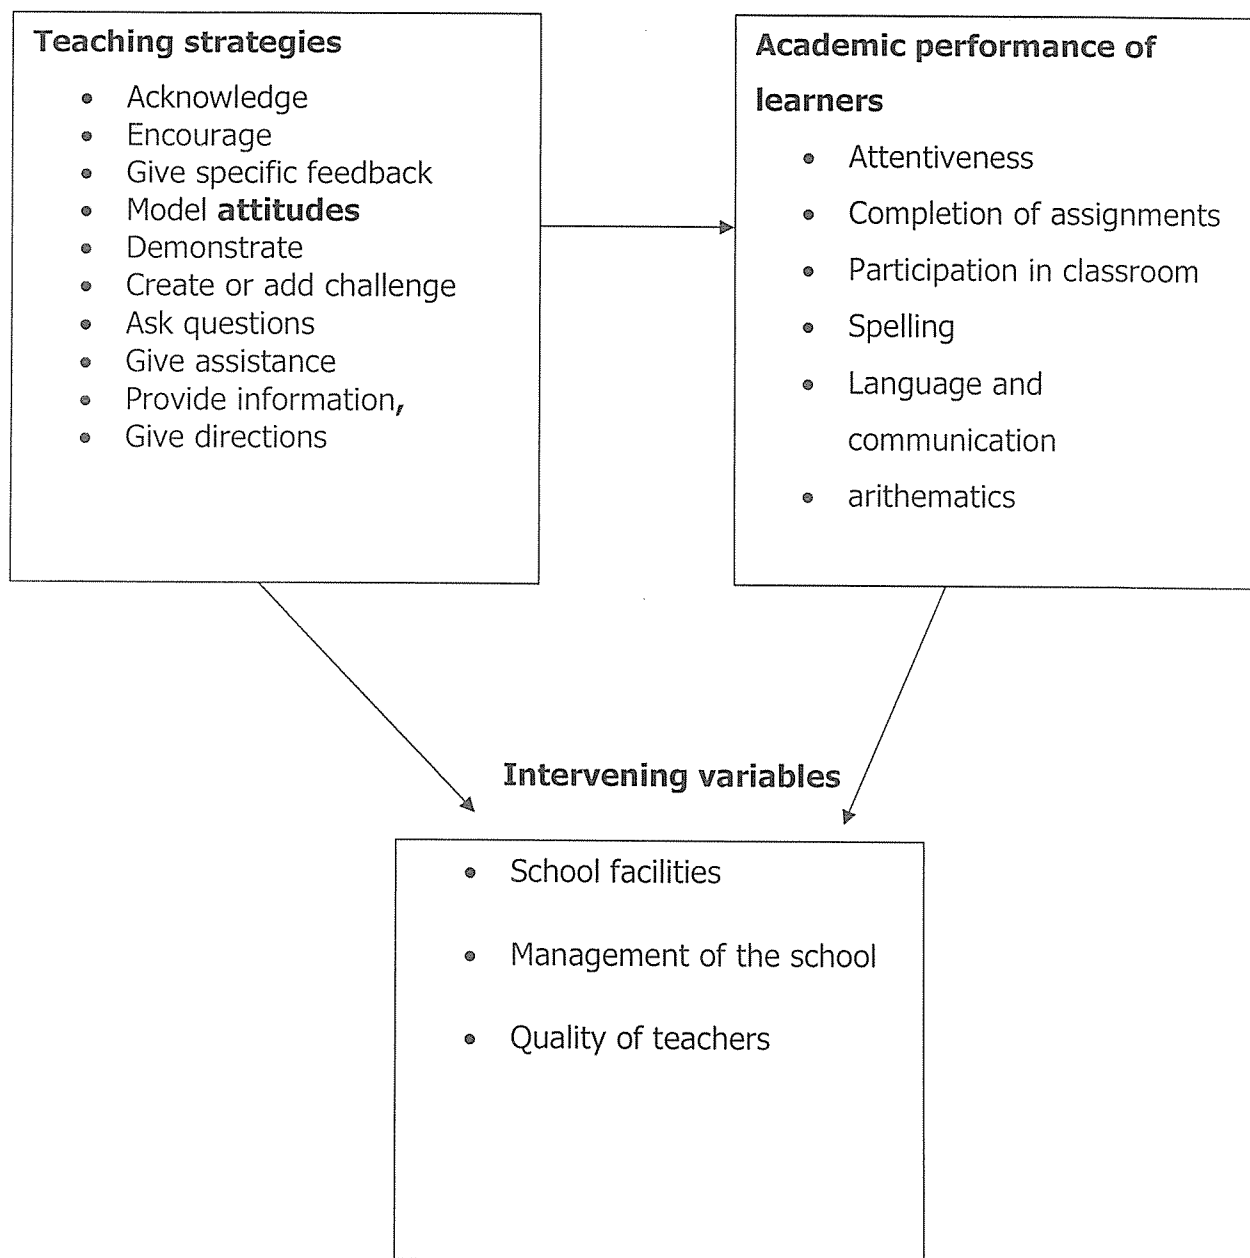 Teaching strategies
• Acknowledge
• Encourage
• Give specific feedback
• Model attitudes
• Demonstrate
• Create or add challenge
• Ask questions
• Give assistance
• Provide information,
• Give directions
Academic performance of
learners
• Attentiveness
• Completion of assignments
• Participation in classroom
• Spelling
• Language and
communication
• arithematics
Intervening variables
• School facilities
• Management of the school
• Quality of teachers